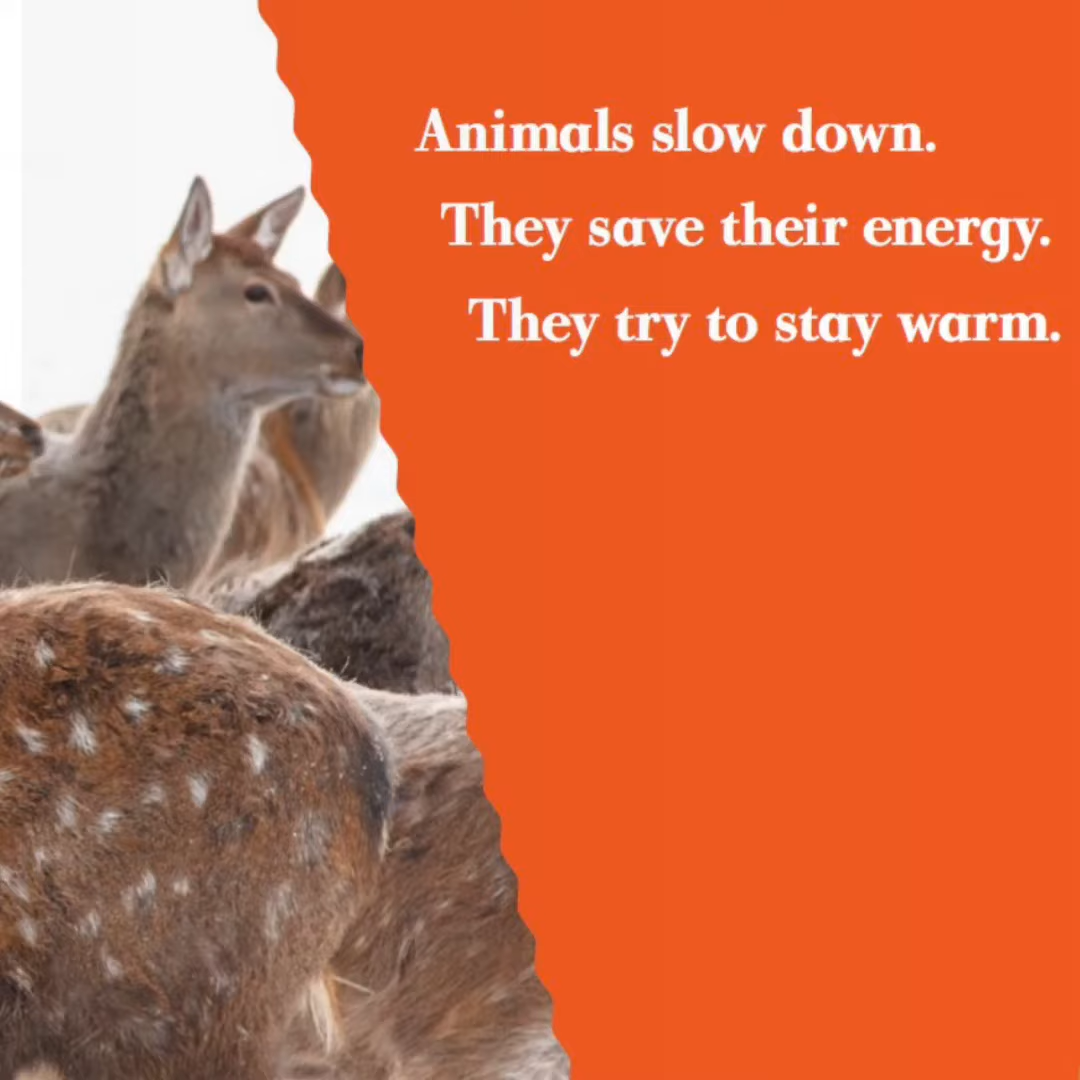 Animals slow down.
They save their energy.
They try to stay warm.